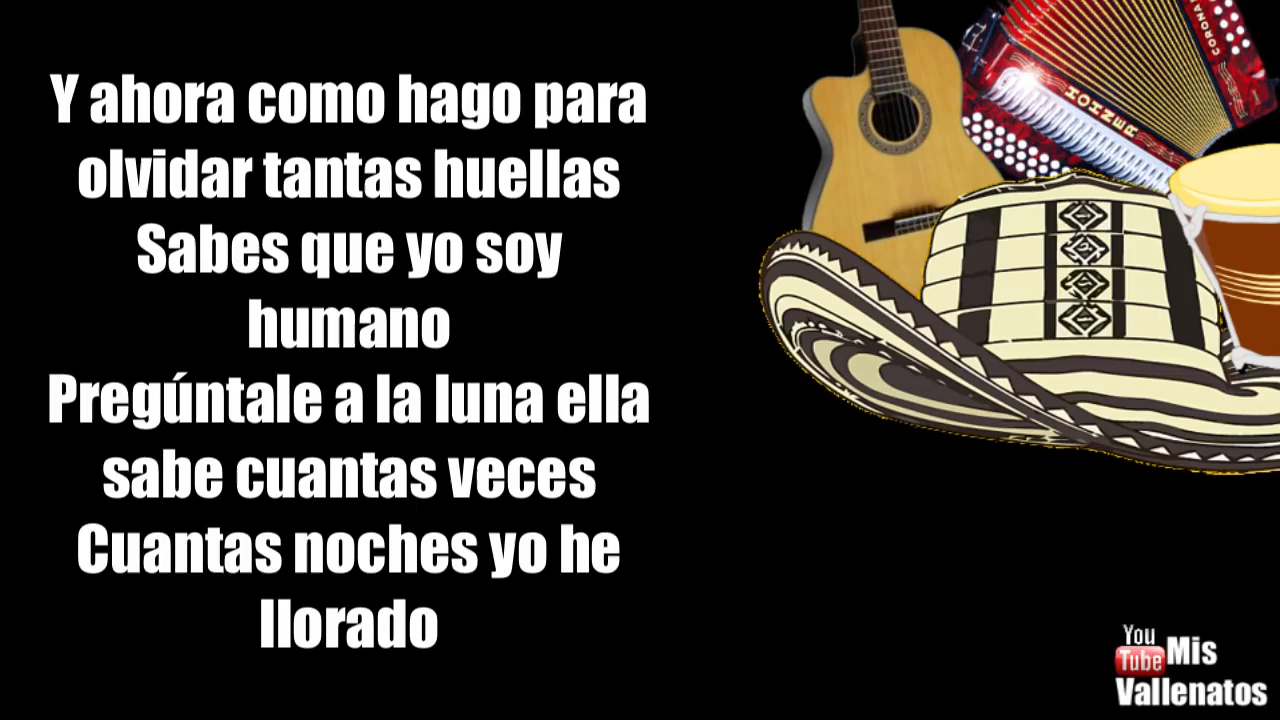 Y ahora como hago para
olvidar tantas huellas
Sabes que yo soy
humano
Pregúntale a la luna ella
sabe cuantas veces
Cuantas noches yo he
llorado
HOHNER
CORONA
You
Tube Mis
Vallenatos